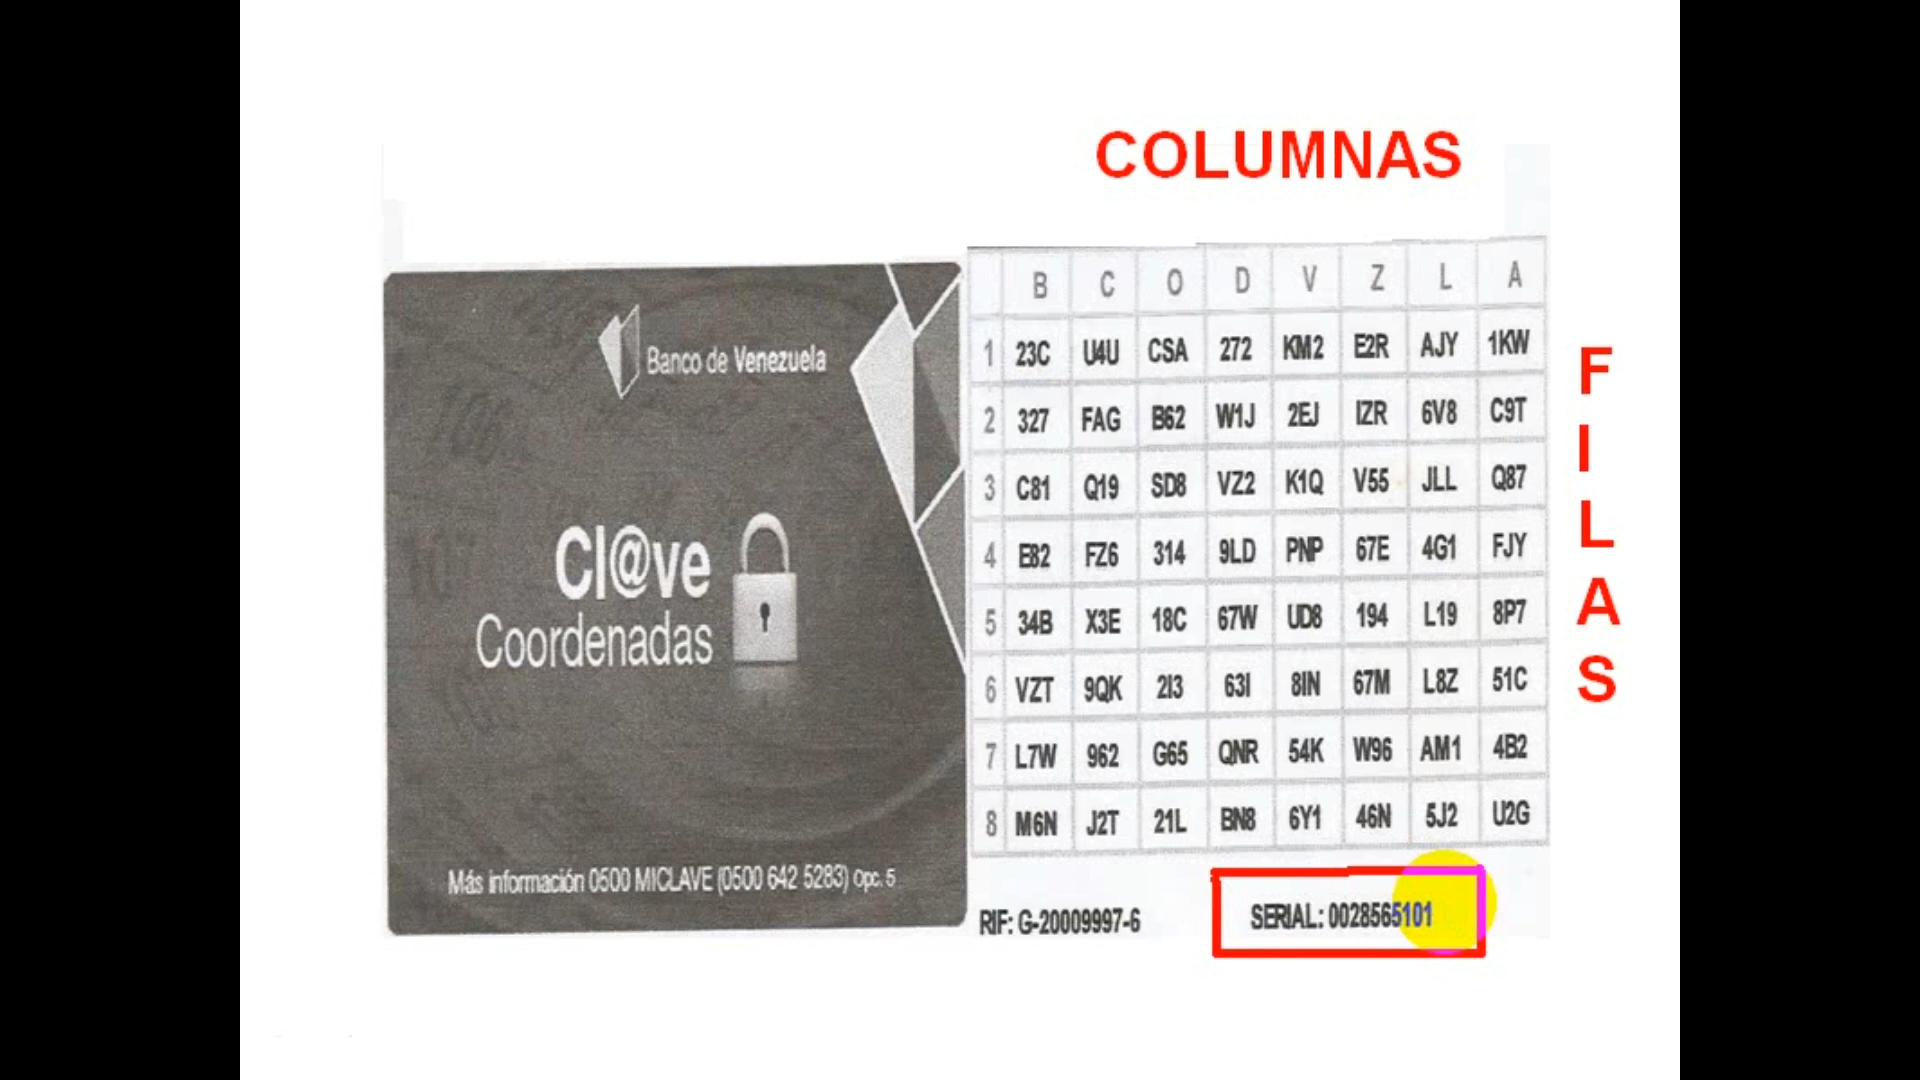 COLUMNAS
FILAS
Banco de Venezuela
Cl@ve
Coordenadas
Más información 0500 MICLAVE (0500 642 5283) Opc. 5
B C O D V Z L A
1 23C U4U CSA 272 KM2 E2R AJY 1KW
2 327 FAG B62 W1J 2EJ IZR 6V8 C9T
3 C81 Q19 SD8 VZ2 K1Q V55 JLL Q87
4 E82 FZ6 314 9LD PNP 67E 4G1 FJY
5 34B X3E 18C 67W UD8 194 L19 8P7
6 VZT 9QK 2I3 63I 8IN 67M L8Z 51C
7 L7W 962 G65 QNR 54K W96 AM1 4B2
8 M6N J2T 21L BN8 6Y1 46N 5J2 U2G
RIF: G-20009997-6
SERIAL: 0028565101